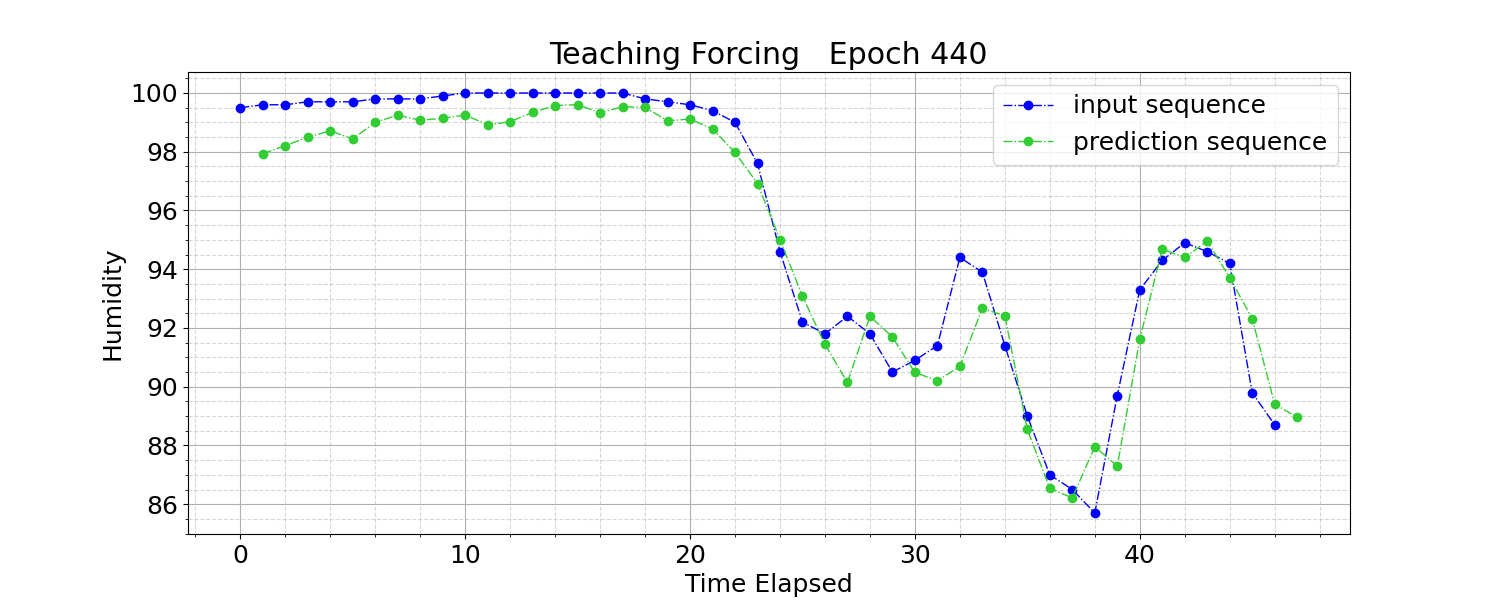 Teaching Forcing   Epoch 440
input sequence
prediction sequence
Humidity
100
98
96
94
92
90
88
86
0 10 20 30 40
Time Elapsed